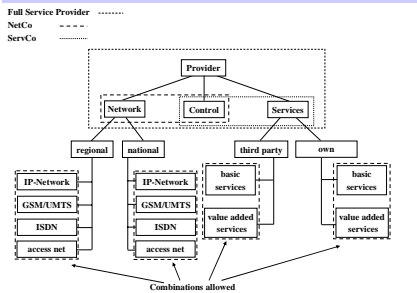 Full Service Provider
NetCo
ServCo
Provider
Network
Control
Services
regional
national
third party
own
IP-Network
GSM/UMTS
ISDN
access net
IP-Network
GSM/UMTS
ISDN
access net
basic
services
value added
services
basic
services
value added
services
Combinations allowed